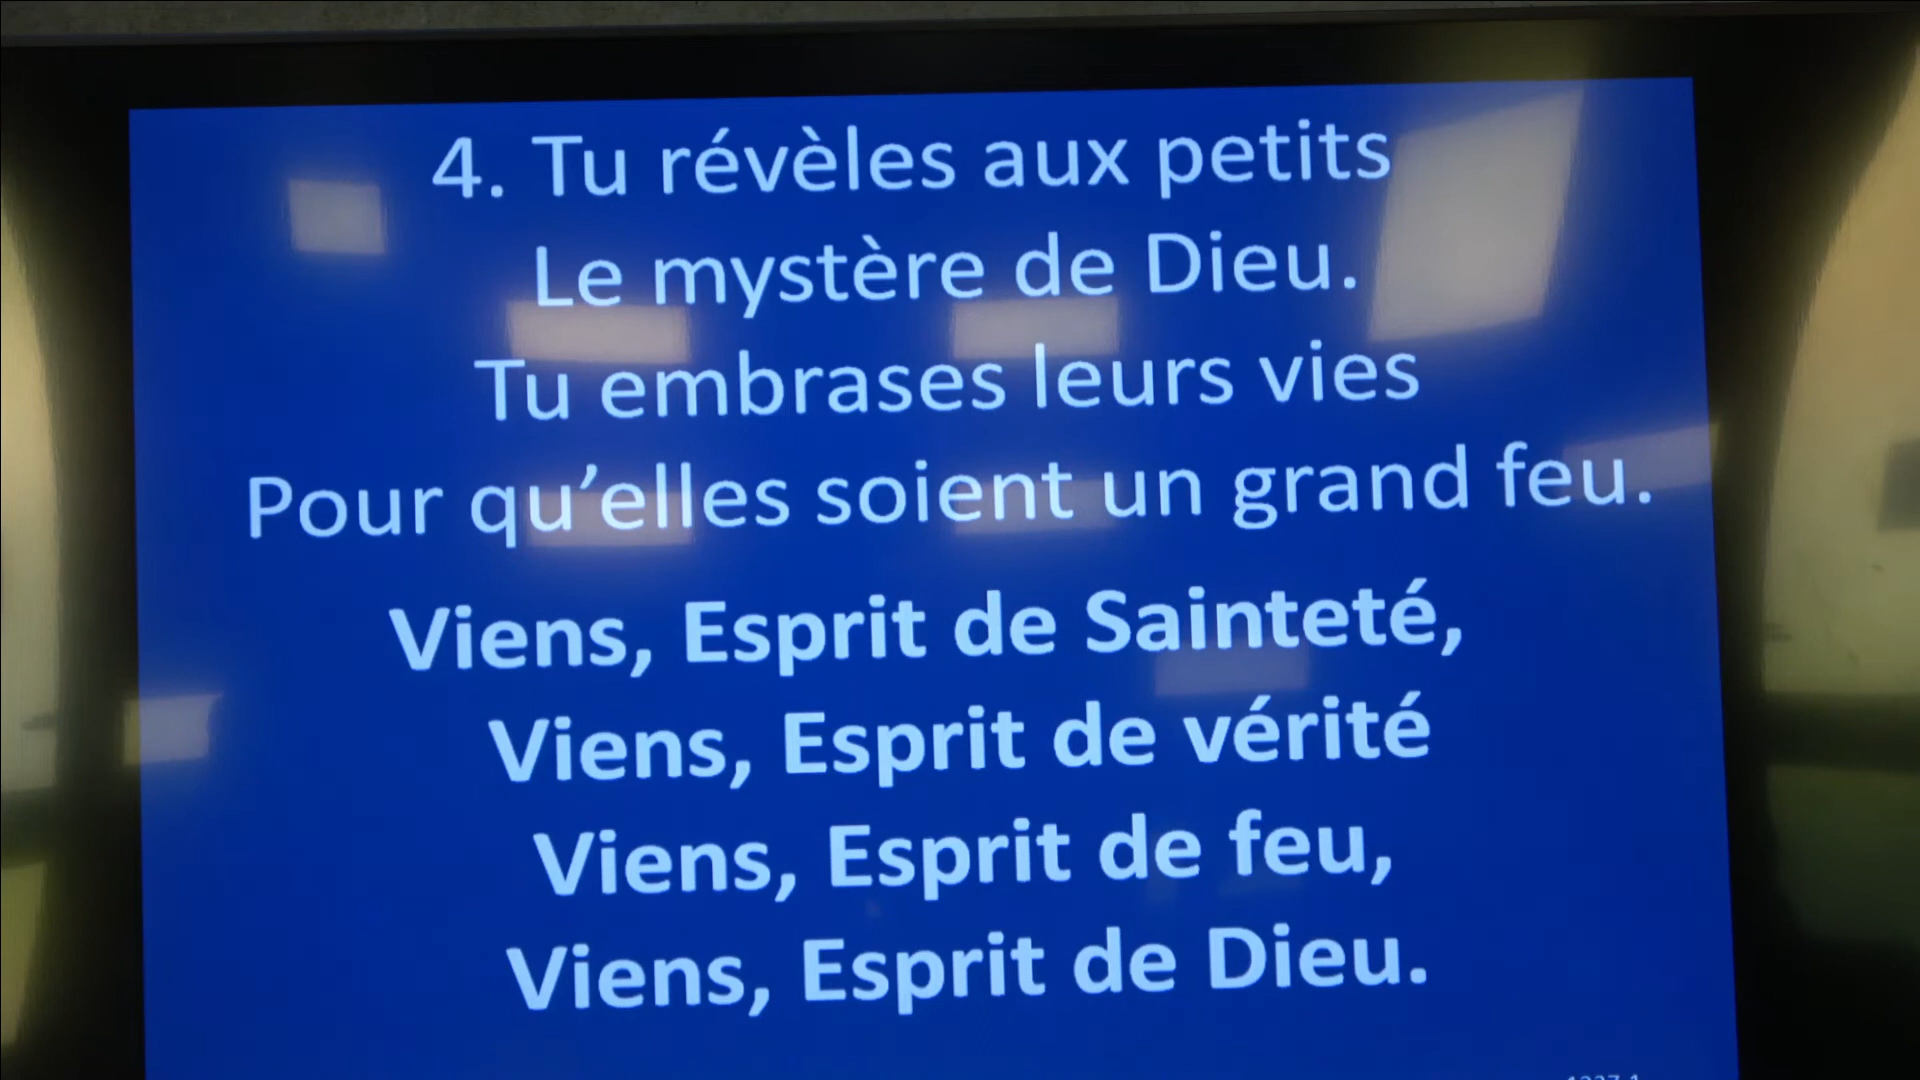 4. Tu révèles aux petits
Le mystère de Dieu.
Tu embrases leurs vies
Pour qu’elles soient un grand feu.
Viens, Esprit de Sainteté,
Viens, Esprit de vérité
Viens, Esprit de feu,
Viens, Esprit de Dieu.